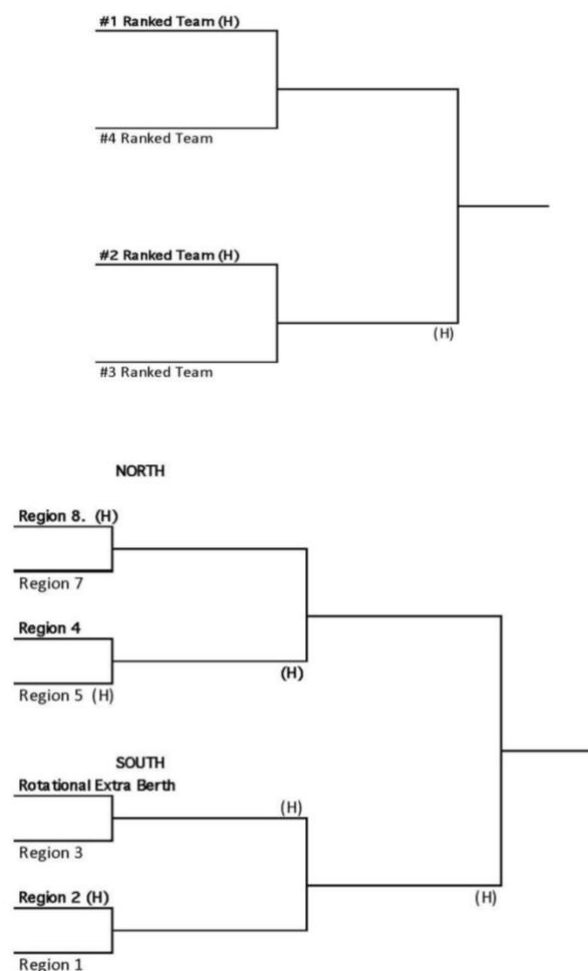 #1 Ranked Team (H)
#4 Ranked Team
#2 Ranked Team (H)
(H)
#3 Ranked Team
NORTH
Region 8. (H)
Region 7
Region 4
(H)
Region 5 (H)
SOUTH
Rotational Extra Berth
(H)
Region 3
Region 2 (H)
(H)
Region 1